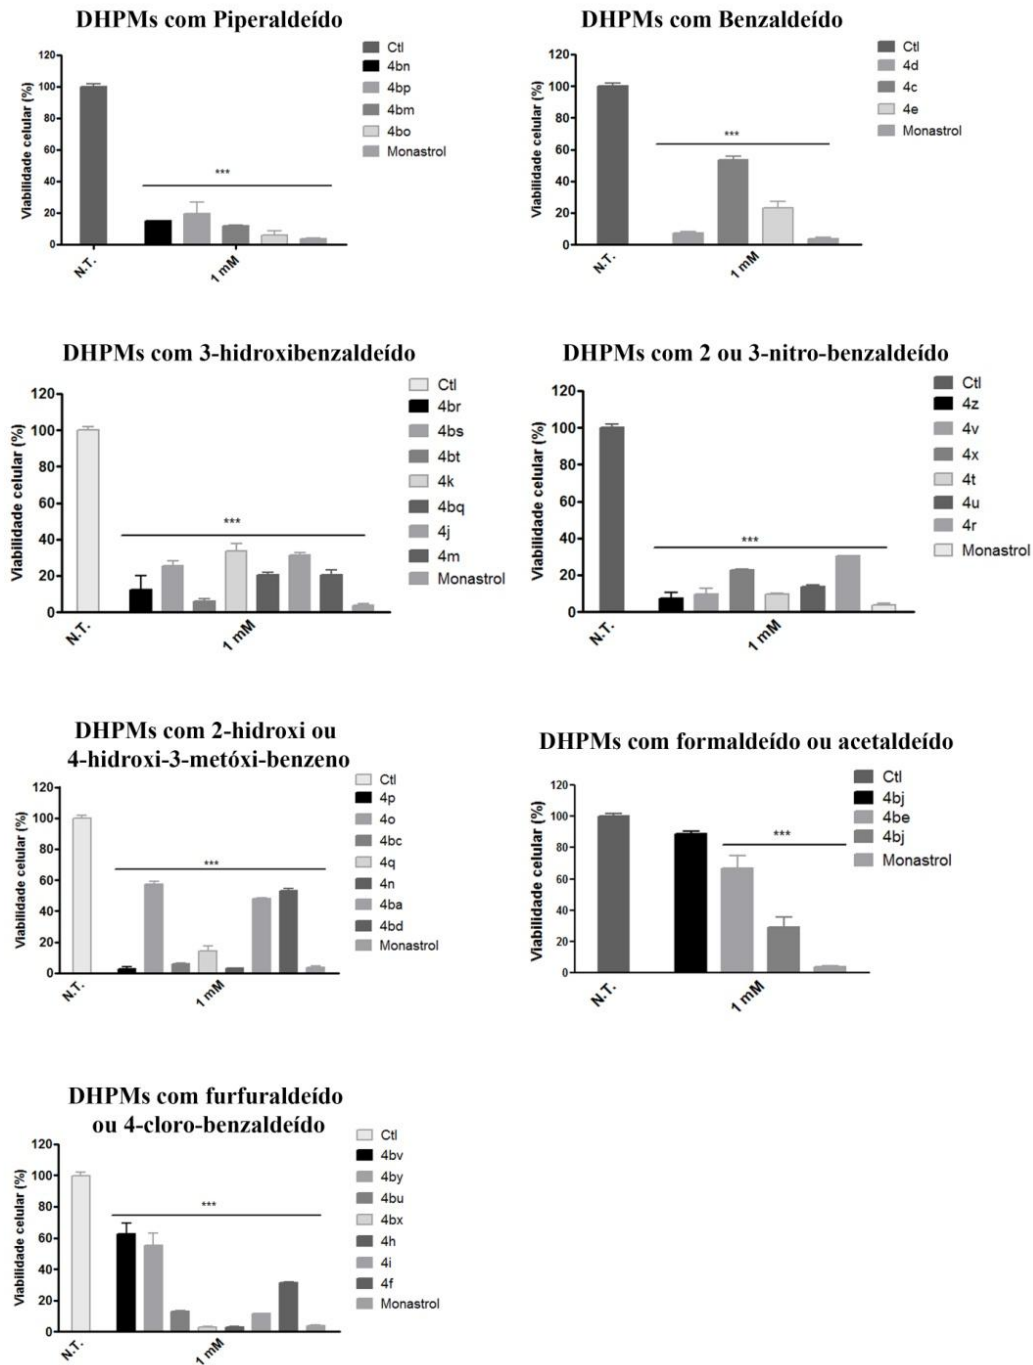 DHPMs com Piperaldeído
Viabilidade celular (%)
120
100
80
60
40
20
0
***
N.T.
1 mM
Ctl
4bn
4bp
4bm
4bo
Monastrol
DHPMs com Benzaldeído
Viabilidade celular (%)
120
100
80
60
40
20
0
***
N.T.
1 mM
Ctl
4d
4c
4e
Monastrol
DHPMs com 3-hidroxibenzaldeído
Viabilidade celular (%)
120
100
80
60
40
20
0
***
N.T.
1 mM
Ctl
4br
4bs
4bt
4k
4bq
4j
4m
Monastrol
DHPMs com 2 ou 3-nitro-benzaldeído
Viabilidade celular (%)
120
100
80
60
40
20
0
***
N.T.
1 mM
Ctl
4z
4v
4x
4t
4u
4r
Monastrol
DHPMs com 2-hidroxi ou
4-hidroxi-3-metóxi-benzeno
Viabilidade celular (%)
120
100
80
60
40
20
0
***
N.T.
1 mM
Ctl
4p
4o
4bc
4q
4n
4ba
4bd
Monastrol
DHPMs com formaldeído ou acetaldeído
Viabilidade celular (%)
120
100
80
60
40
20
0
***
N.T.
1 mM
Ctl
4bj
4be
4bj
Monastrol
DHPMs com furfuraldeído
ou 4-cloro-benzaldeído
Viabilidade celular (%)
120
100
80
60
40
20
0
***
N.T.
1 mM
Ctl
4bv
4by
4bu
4bx
4h
4i
4f
Monastrol